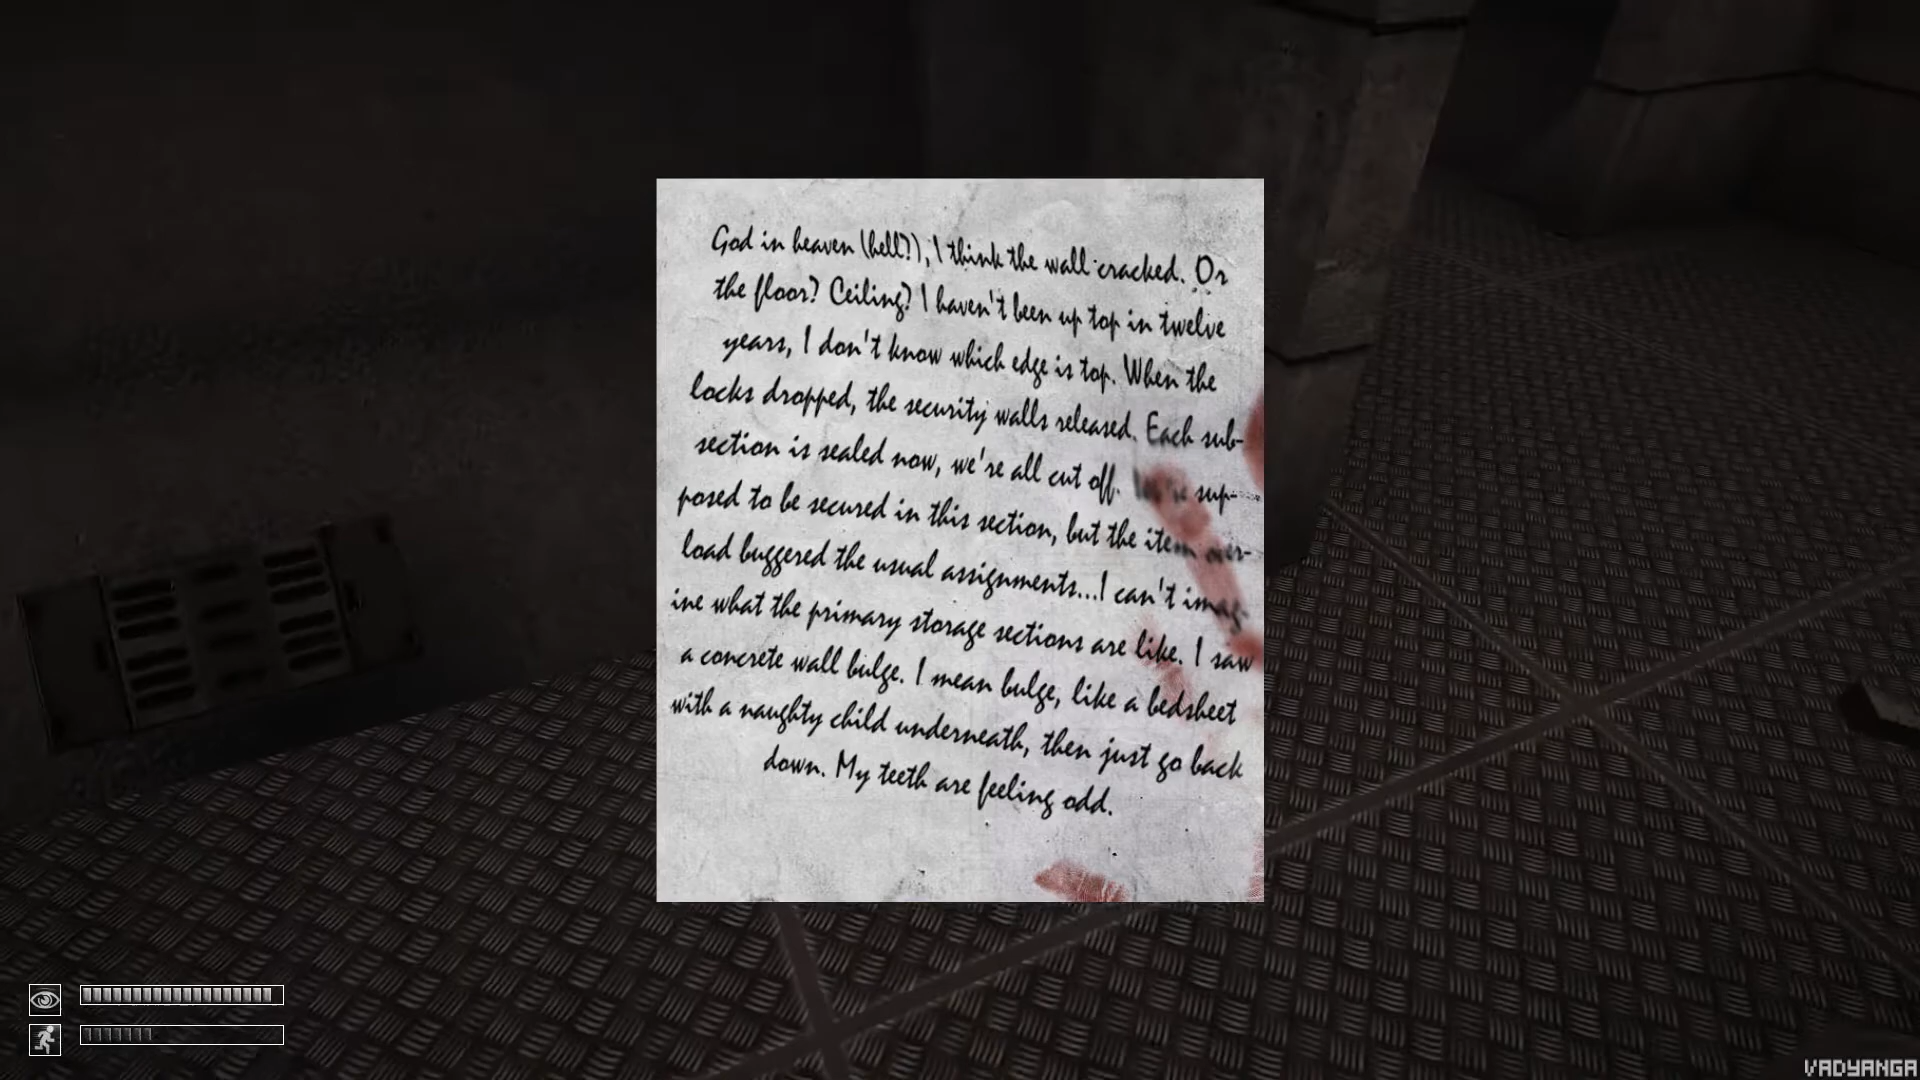 God in heaven (hell?), I think the wall cracked. Or
the floor? Ceiling? I haven't been up top in twelve
years, I don't know which edge is top. When the
locks dropped, the security walls released. Each sub-
section is sealed now, we're all cut off. sup-
posed to be secured in this section, but the item over-
load buggered the usual assignments...I can't imag-
ine what the primary storage sections are like. I saw
a concrete wall bulge. I mean bulge, like a bedsheet
with a naughty child underneath, then just go back
down. My teeth are feeling odd.
VADYANGA